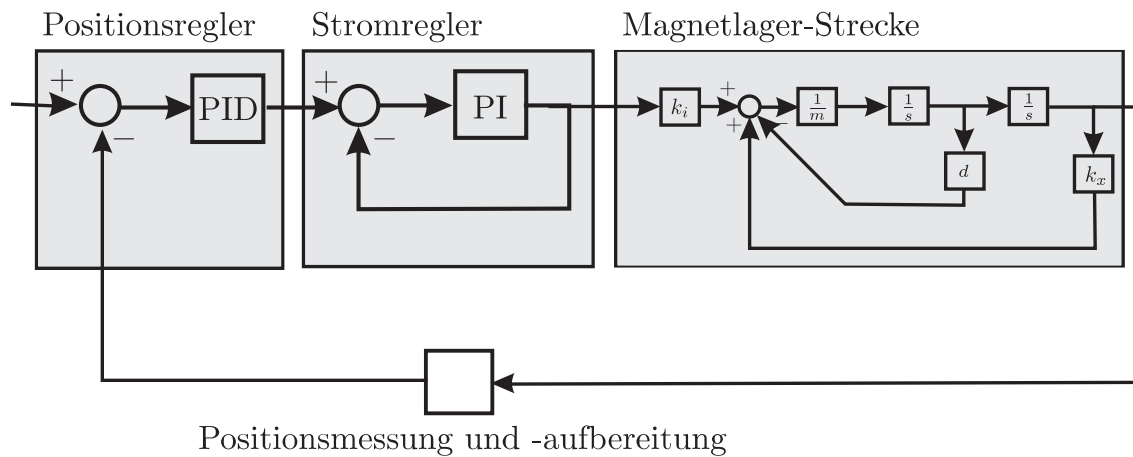 Positionsregler Stromregler Magnetlager-Strecke
+ − PID + − PI k_i + + − 1/m 1/s 1/s
d k_x
Positionsmessung und -aufbereitung